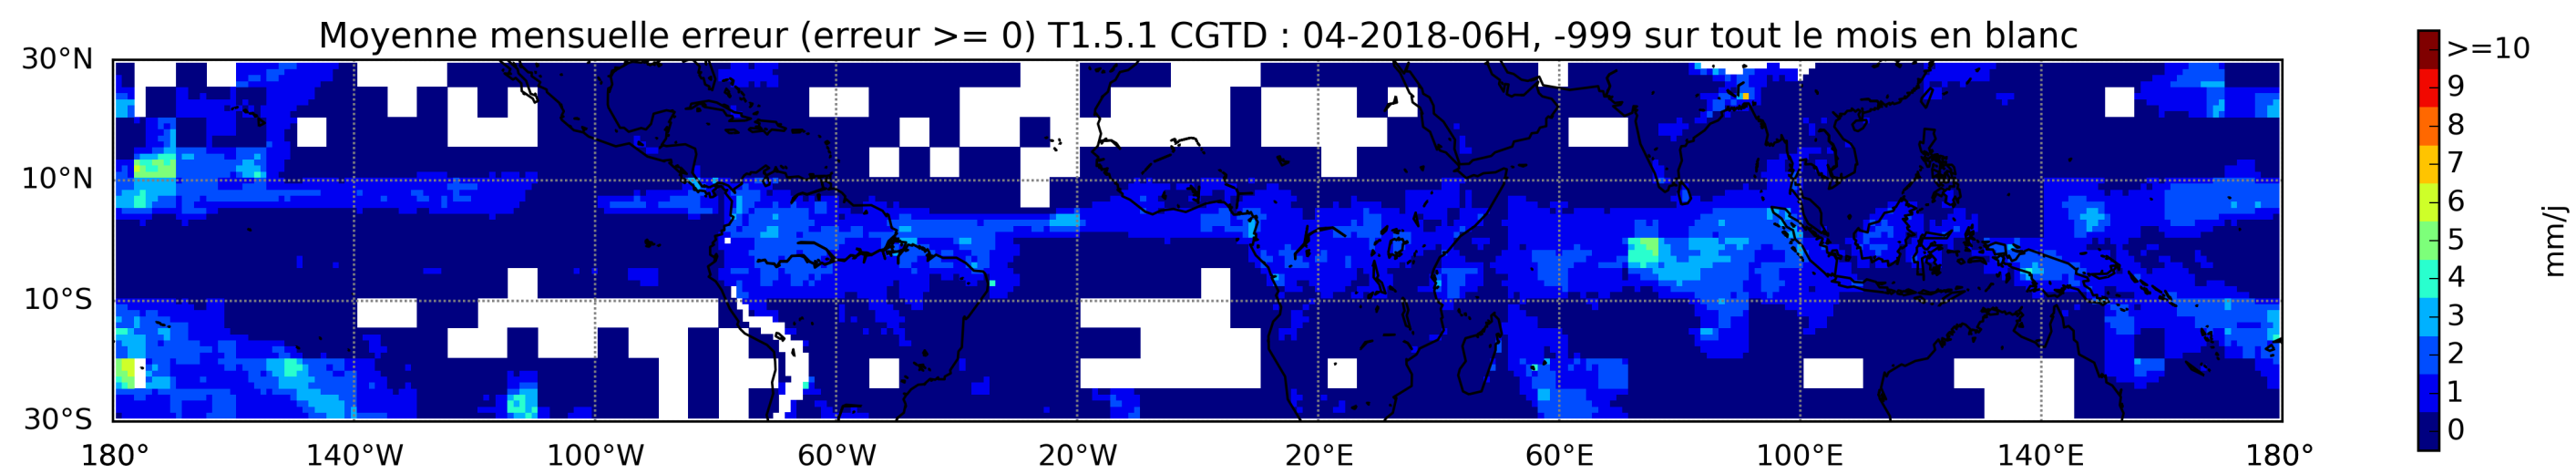 Moyenne mensuelle erreur (erreur >= 0) T1.5.1 CGTD : 04-2018-06H, -999 sur tout le mois en blanc
30°N
10°N
10°S
30°S
180°
140°W
100°W
60°W
20°W
20°E
60°E
100°E
140°E
180°
>=10
9
8
7
6
5
4
3
2
1
0
mm/j